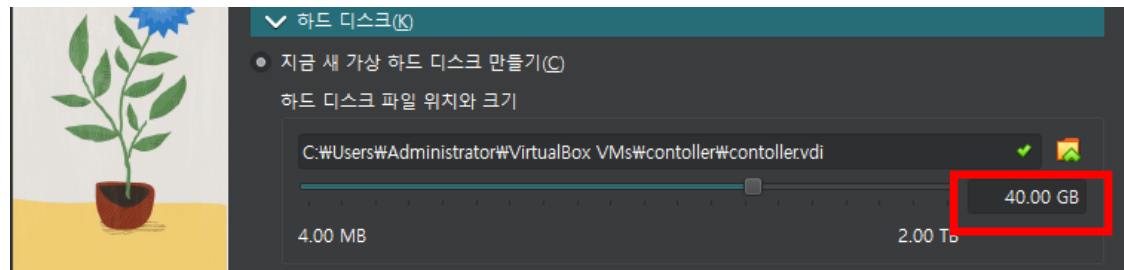 하드 디스크(K)
지금 새 가상 하드 디스크 만들기(C)
하드 디스크 파일 위치와 크기
C:₩Users₩Administrator₩VirtualBox VMs₩contoller₩contoller.vdi
40.00 GB
4.00 MB 2.00 TB